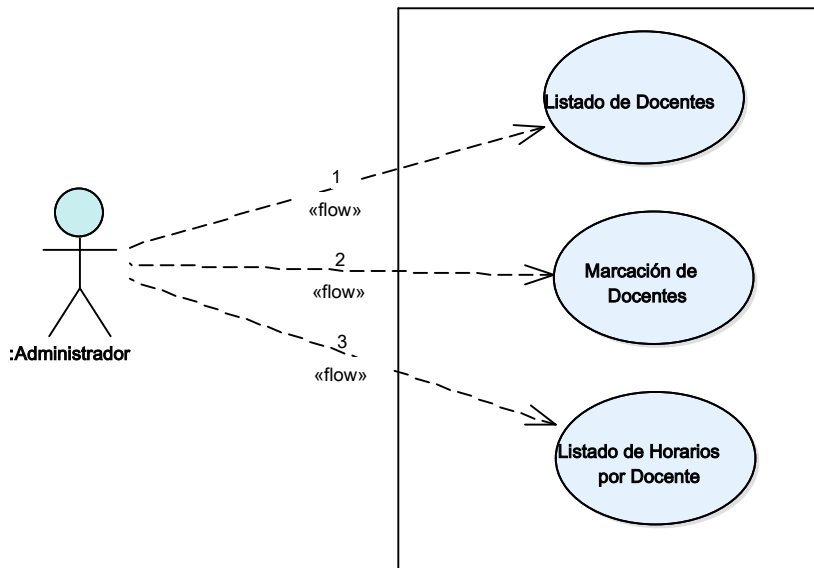 Listado de Docentes
1
«flow»
2
«flow»
Marcación de
Docentes
3
«flow»
:Administrador
Listado de Horarios
por Docente